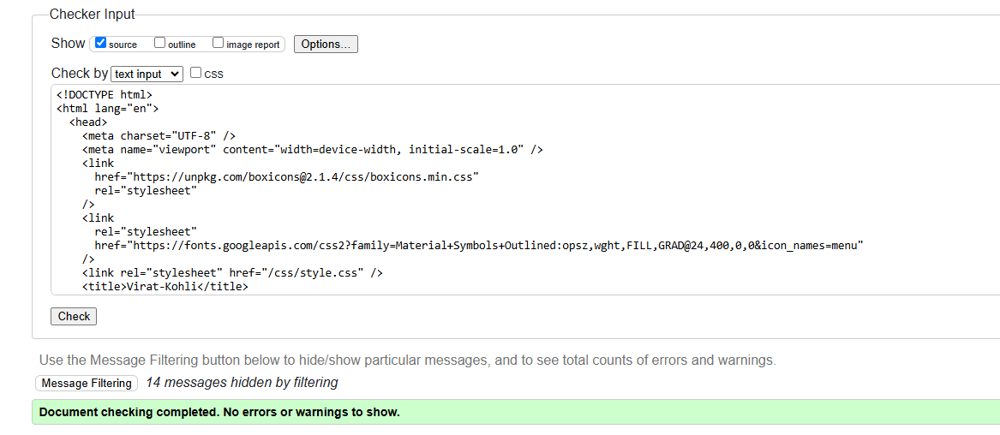 Checker Input
Show source outline image report Options...
Check by text input css
<!DOCTYPE html>
<html lang="en">
<head>
<meta charset="UTF-8" />
<meta name="viewport" content="width=device-width, initial-scale=1.0" />
<link
href="https://unpkg.com/boxicons@2.1.4/css/boxicons.min.css"
rel="stylesheet"
/>
<link
rel="stylesheet"
href="https://fonts.googleapis.com/css2?family=Material+Symbols+Outlined:opsz,wght,FILL,GRAD@24,400,0,0&icon_names=menu"
/>
<link rel="stylesheet" href="/css/style.css" />
<title>Virat-Kohli</title>
Check
Use the Message Filtering button below to hide/show particular messages, and to see total counts of errors and warnings.
Message Filtering 14 messages hidden by filtering
Document checking completed. No errors or warnings to show.